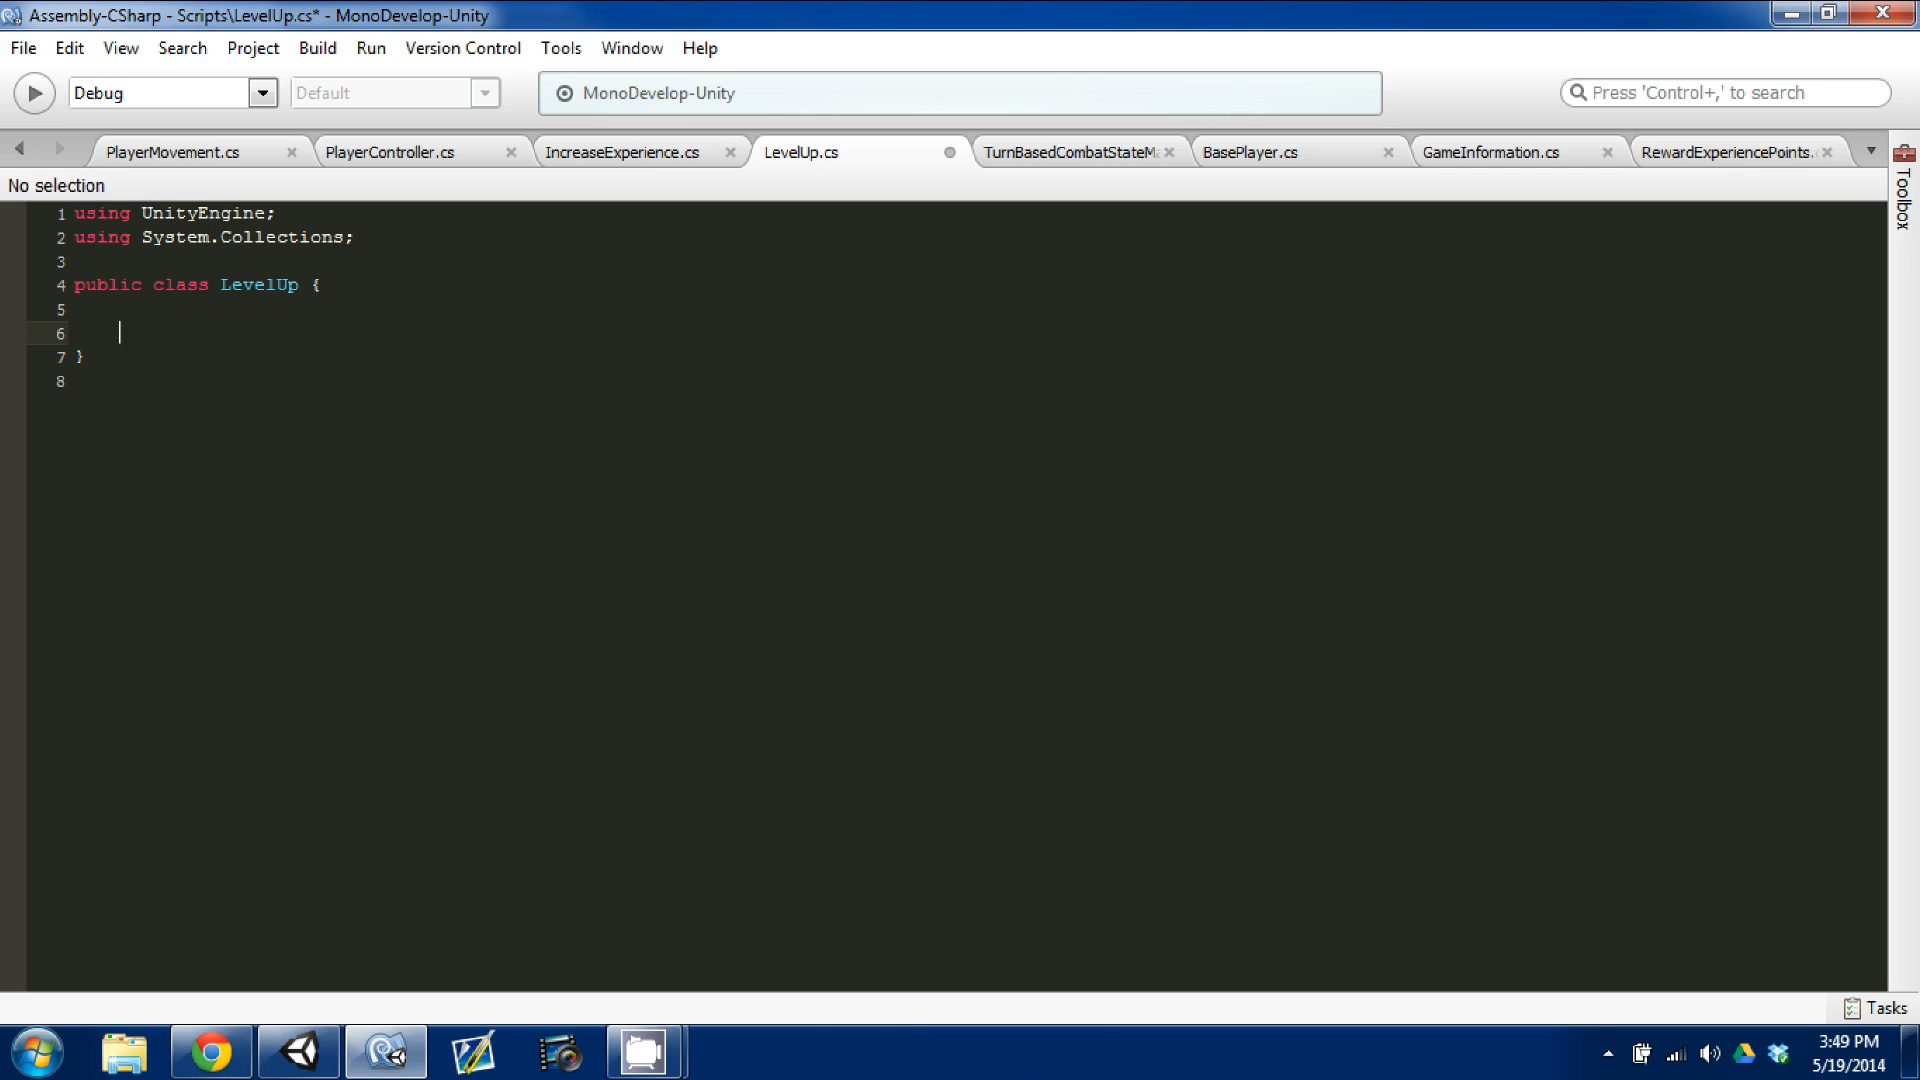 Assembly-CSharp - Scripts\LevelUp.cs* - MonoDevelop-Unity
File Edit View Search Project Build Run Version Control Tools Window Help
Debug Default MonoDevelop-Unity Press 'Control+,' to search
PlayerMovement.cs PlayerController.cs IncreaseExperience.cs LevelUp.cs TurnBasedCombatStateM BasePlayer.cs GameInformation.cs RewardExperiencePoints.
Toolbox
No selection
1 using UnityEngine;
2 using System.Collections;
3
4 public class LevelUp {
5
6
7 }
8
Tasks
3:49 PM
5/19/2014